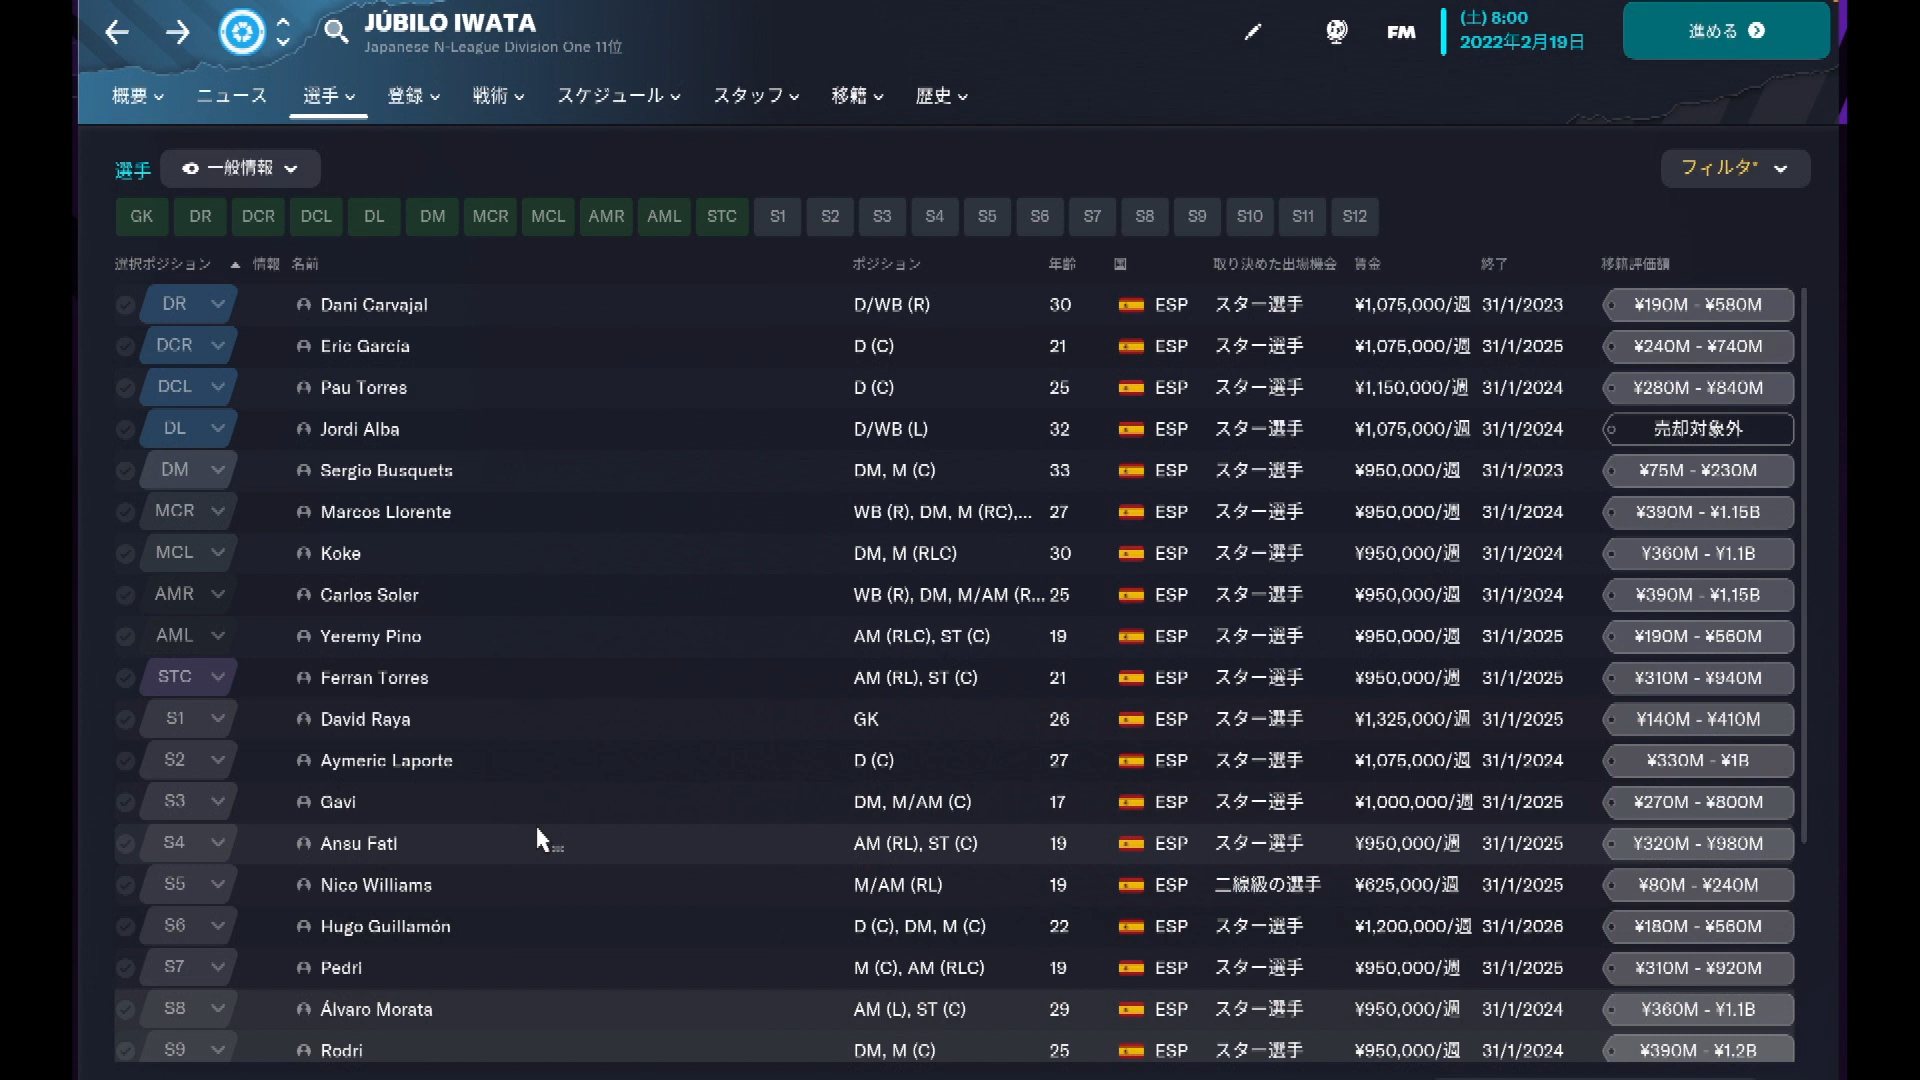 JÚBILO IWATA
Japanese N-League Division One 11位
FM
(土) 8:00
2022年2月19日
進める
概要 ニュース 選手 登録 戦術 スケジュール スタッフ 移籍 歴史
選手 一般情報 フィルタ*
GK DR DCR DCL DL DM MCR MCL AMR AML STC S1 S2 S3 S4 S5 S6 S7 S8 S9 S10 S11 S12
選択ポジション 情報 名前 ポジション 年齢 国 取り決めた出場機会 賃金 終了 移籍評価額
DR Dani Carvajal D/WB (R) 30 ESP スター選手 ¥1,075,000/週 31/1/2023 ¥190M - ¥580M
DCR Eric García D (C) 21 ESP スター選手 ¥1,075,000/週 31/1/2025 ¥240M - ¥740M
DCL Pau Torres D (C) 25 ESP スター選手 ¥1,150,000/週 31/1/2024 ¥280M - ¥840M
DL Jordi Alba D/WB (L) 32 ESP スター選手 ¥1,075,000/週 31/1/2024 売却対象外
DM Sergio Busquets DM, M (C) 33 ESP スター選手 ¥950,000/週 31/1/2023 ¥75M - ¥230M
MCR Marcos Llorente WB (R), DM, M (RC),... 27 ESP スター選手 ¥950,000/週 31/1/2024 ¥390M - ¥1.15B
MCL Koke DM, M (RLC) 30 ESP スター選手 ¥950,000/週 31/1/2024 ¥360M - ¥1.1B
AMR Carlos Soler WB (R), DM, M/AM (R... 25 ESP スター選手 ¥950,000/週 31/1/2024 ¥390M - ¥1.15B
AML Yeremy Pino AM (RLC), ST (C) 19 ESP スター選手 ¥950,000/週 31/1/2025 ¥190M - ¥560M
STC Ferran Torres AM (RL), ST (C) 21 ESP スター選手 ¥950,000/週 31/1/2025 ¥310M - ¥940M
S1 David Raya GK 26 ESP スター選手 ¥1,325,000/週 31/1/2025 ¥140M - ¥410M
S2 Aymeric Laporte D (C) 27 ESP スター選手 ¥1,075,000/週 31/1/2024 ¥330M - ¥1B
S3 Gavi DM, M/AM (C) 17 ESP スター選手 ¥1,000,000/週 31/1/2025 ¥270M - ¥800M
S4 Ansu Fati AM (RL), ST (C) 19 ESP スター選手 ¥950,000/週 31/1/2025 ¥320M - ¥980M
S5 Nico Williams M/AM (RL) 19 ESP 二線級の選手 ¥625,000/週 31/1/2025 ¥80M - ¥240M
S6 Hugo Guillamón D (C), DM, M (C) 22 ESP スター選手 ¥1,200,000/週 31/1/2026 ¥180M - ¥560M
S7 Pedri M (C), AM (RLC) 19 ESP スター選手 ¥950,000/週 31/1/2025 ¥310M - ¥920M
S8 Álvaro Morata AM (L), ST (C) 29 ESP スター選手 ¥950,000/週 31/1/2024 ¥360M - ¥1.1B
S9 Rodri DM, M (C) 25 ESP スター選手 ¥950,000/週 31/1/2024 ¥390M - ¥1.2B